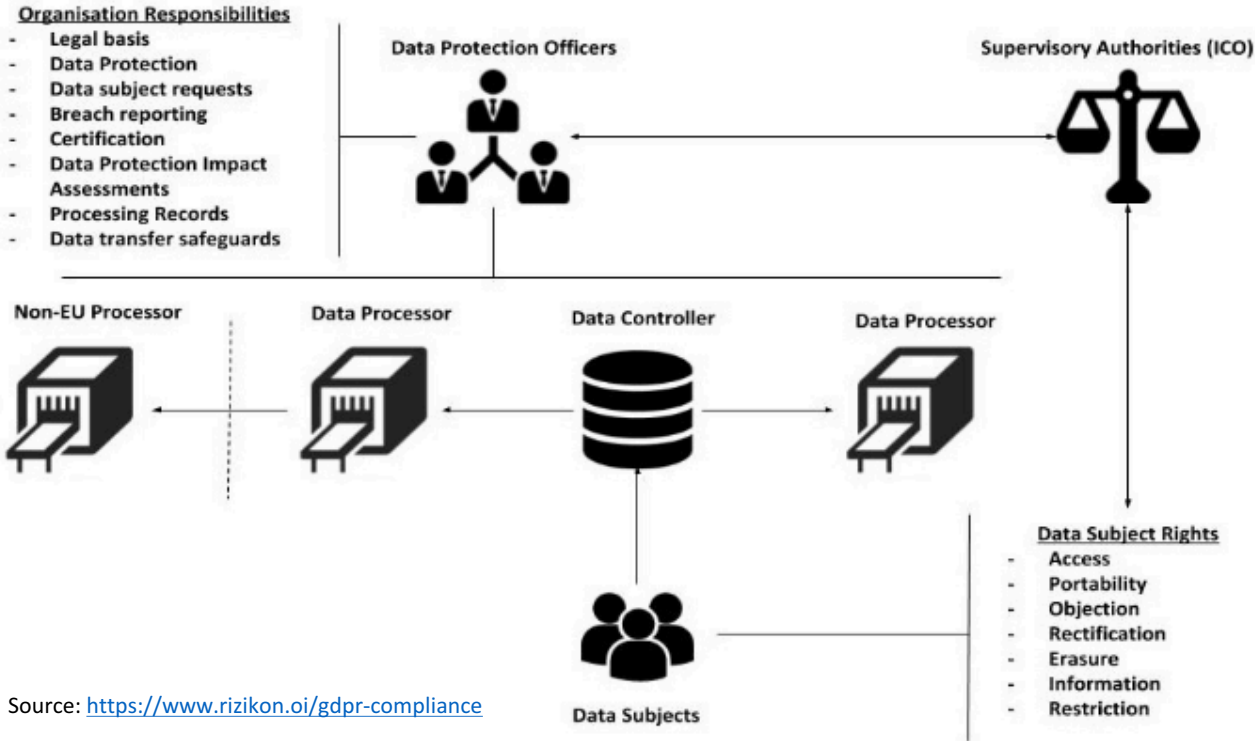 Organisation Responsibilities
- Legal basis
- Data Protection
- Data subject requests
- Breach reporting
- Certification
- Data Protection Impact
Assessments
- Processing Records
- Data transfer safeguards
Data Protection Officers
Supervisory Authorities (ICO)
Non-EU Processor
Data Processor
Data Controller
Data Processor
Data Subject Rights
- Access
- Portability
- Objection
- Rectification
- Erasure
- Information
- Restriction
Data Subjects
Source: https://www.rizikon.oi/gdpr-compliance